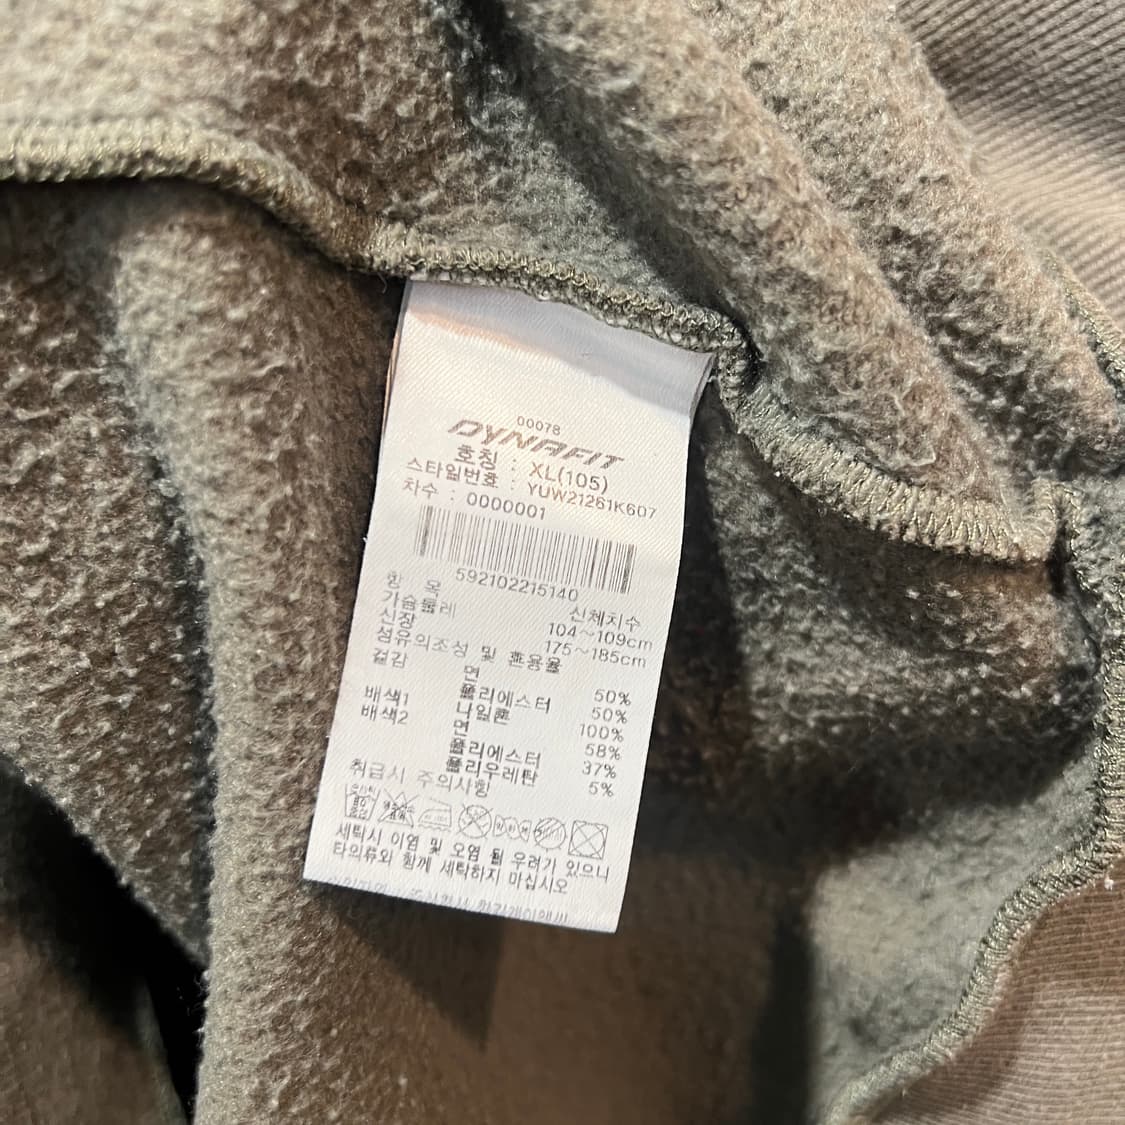 00078
DYNAFIT
호칭 : XL(105)
스타일번호 : YUW21261K607
차수 : 0000001
592102215140
항 목 신체치수
가슴둘레 104~109cm
신장 175~185cm
섬유의조성 및 혼용율
겉감 면 50%
폴리에스터 50%
배색1 나일론 100%
배색2 면 58%
폴리에스터 37%
폴리우레탄 5%
취급시 주의사항
세탁시 이염 및 오염 될 우려가 있으니
타의류와 함께 세탁하지 마십시오